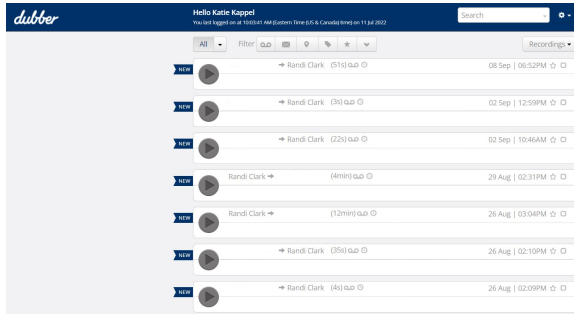 dubber
Hello Katie Kappel
You last logged on at 10:03:41 AM (Eastern Time (US & Canada) time) on 11 Jul 2022
Search
All
Filter
Recordings
NEW
→ Randi Clark (51s)
08 Sep | 06:52PM
NEW
→ Randi Clark (3s)
02 Sep | 12:59PM
NEW
→ Randi Clark (22s)
02 Sep | 10:46AM
NEW
Randi Clark → (4min)
29 Aug | 02:31PM
NEW
Randi Clark → (12min)
26 Aug | 03:04PM
NEW
→ Randi Clark (35s)
26 Aug | 02:10PM
NEW
→ Randi Clark (4s)
26 Aug | 02:09PM